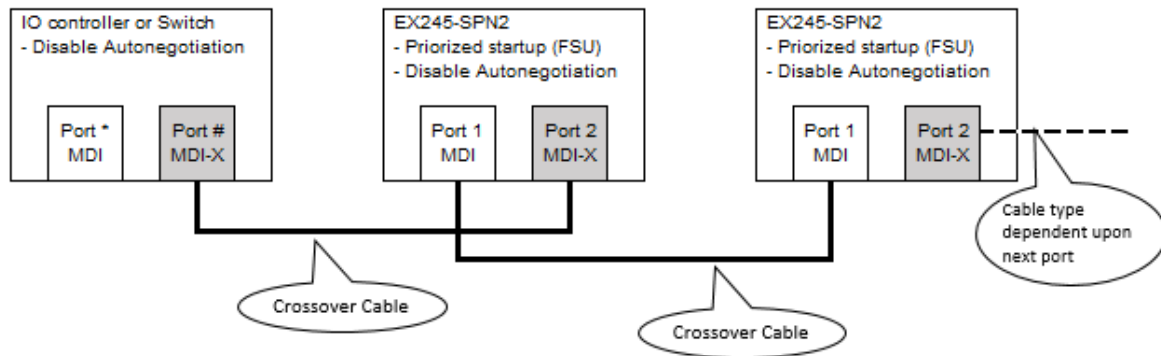 IO controller or Switch
- Disable Autonegotiation
Port *
MDI
Port #
MDI-X
EX245-SPN2
- Priorized startup (FSU)
- Disable Autonegotiation
Port 1
MDI
Port 2
MDI-X
EX245-SPN2
- Priorized startup (FSU)
- Disable Autonegotiation
Port 1
MDI
Port 2
MDI-X
Cable type
dependent upon
next port
Crossover Cable
Crossover Cable